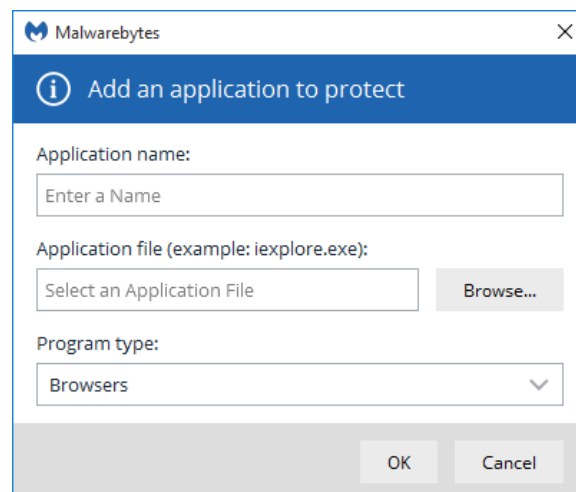 Malwarebytes
Add an application to protect
Application name:
Enter a Name
Application file (example: iexplore.exe):
Select an Application File
Browse...
Program type:
Browsers
OK
Cancel